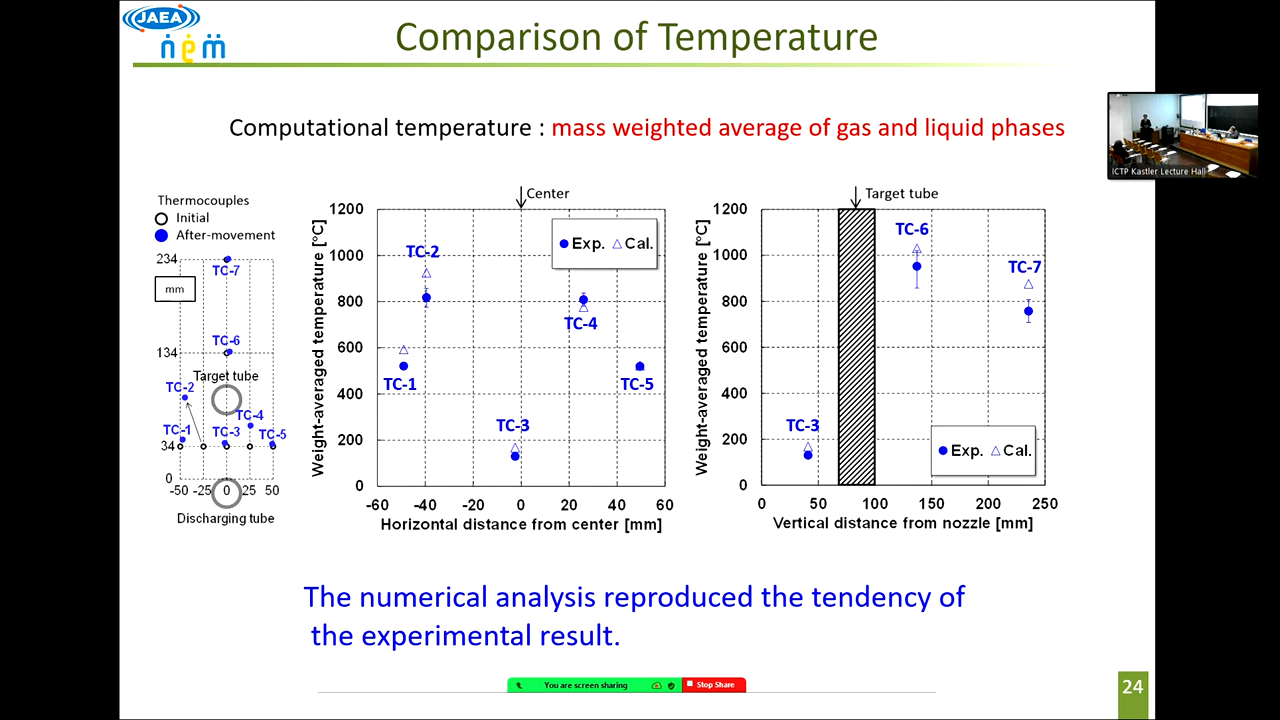 JAEA
nëm
Comparison of Temperature
Computational temperature : mass weighted average of gas and liquid phases
ICTP Kastler Lecture Hall
Thermocouples
Initial
After-movement
234
TC-7
mm
TC-6
134
Target tube
TC-2
TC-4
TC-1
TC-3
TC-5
34
0
-50 -25 0 25 50
Discharging tube
Center
Weight-averaged temperature [°C]
1200
1000
800
600
400
200
0
Exp. Cal.
TC-2
TC-4
TC-1
TC-5
TC-3
-60 -40 -20 0 20 40 60
Horizontal distance from center [mm]
Target tube
Weight-averaged temperature [°C]
1200
1000
800
600
400
200
0
TC-6
TC-7
TC-3
Exp. Cal.
0 50 100 150 200 250
Vertical distance from nozzle [mm]
The numerical analysis reproduced the tendency of
the experimental result.
You are screen sharing
Stop Share
24